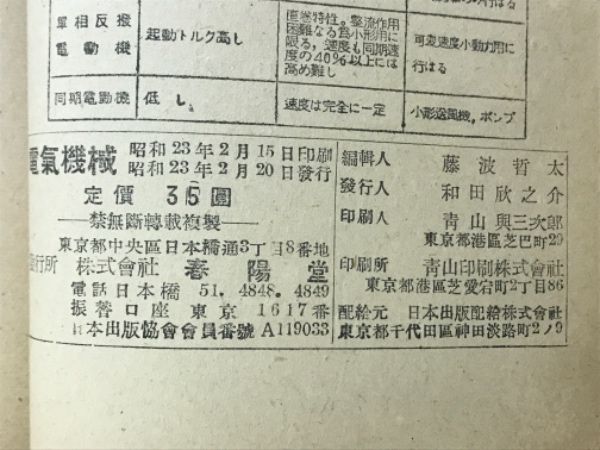 單相反撥
電動機
起動トルク高し
直巻特性。整流作用
困難なる為小形用に
限る，速度も同期速
度の40%以上には
高め難し
可変速度小動力用に
行はる
同期電動機
低し。
速度は完全に一定
小形送風機，ポンプ
電氣機械
昭和23年2月15日印刷
昭和23年2月20日發行
定價 35圓
――禁無斷轉載複製――
東京都中央區日本橋通3丁目8番地
發行所 株式會社 春陽堂
電話日本橋 51. 4848. 4849
振替口座 東京 1617番
日本出版協會會員番號 A119033
編輯人 藤波哲太
發行人 和田欣之介
印刷人 青山與三次郎
東京都港區芝巴町29
印刷所 青山印刷株式會社
東京都港區芝愛宕町2丁目86
配給元 日本出版配給株式會社
東京都千代田區神田淡路町2ノ9